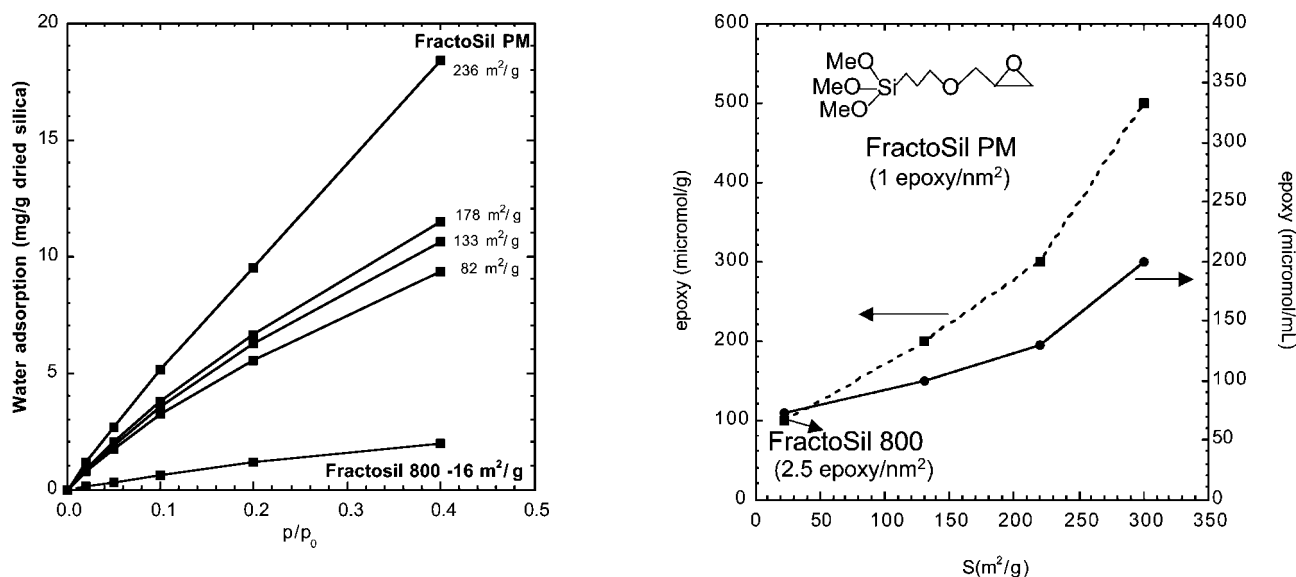 20
15
10
5
0
Water adsorption (mg/g dried silica)
0.0 0.1 0.2 0.3 0.4 0.5
p/p₀
FractoSil PM
236 m²/g
178 m²/g
133 m²/g
82 m²/g
Fractosil 800 -16 m²/g
600
500
400
300
200
100
0
epoxy (micromol/g)
0 50 100 150 200 250 300 350
S(m²/g)
400
350
300
250
200
150
100
50
0
epoxy (micromol/mL)
MeO
MeO
MeO
Si
O
O
FractoSil PM
(1 epoxy/nm²)
FractoSil 800
(2.5 epoxy/nm²)